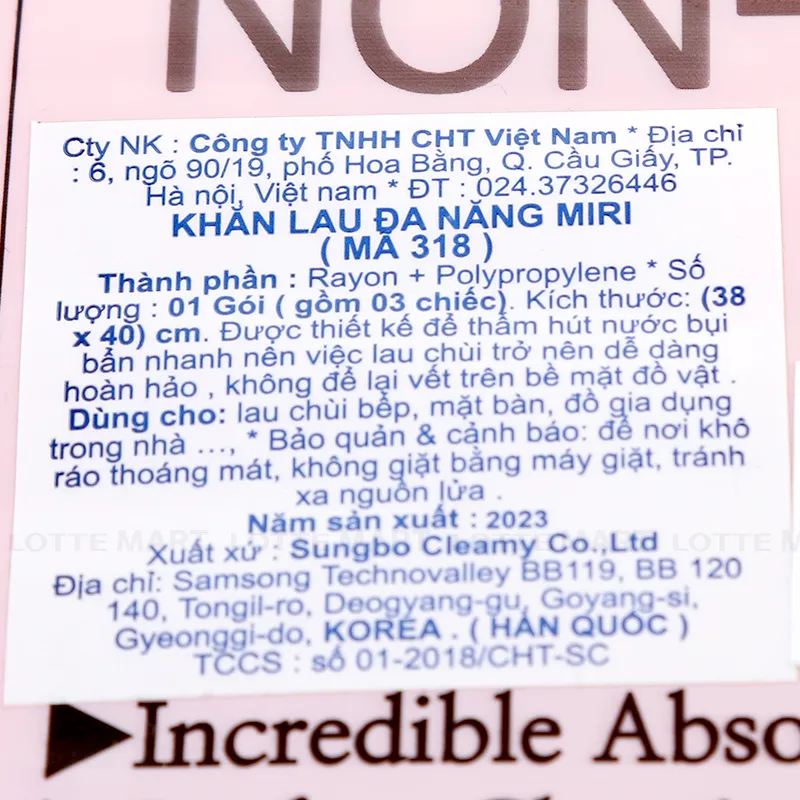 NON-
Cty NK : Công ty TNHH CHT Việt Nam * Địa chỉ
: 6, ngõ 90/19, phố Hoa Bằng, Q. Cầu Giấy, TP.
Hà nội, Việt nam * ĐT : 024.37326446
KHĂN LAU ĐA NĂNG MIRI
( MÃ 318 )
Thành phần : Rayon + Polypropylene * Số
lượng : 01 Gói ( gồm 03 chiếc). Kích thước: (38
x 40) cm. Được thiết kế để thấm hút nước bụi
bẩn nhanh nên việc lau chùi trở nên dễ dàng
hoàn hảo , không để lại vết trên bề mặt đồ vật .
Dùng cho: lau chùi bếp, mặt bàn, đồ gia dụng
trong nhà ..., * Bảo quản & cảnh báo: để nơi khô
ráo thoáng mát, không giặt bằng máy giặt, tránh
xa nguồn lửa .
Năm sản xuất : 2023
LOTTE MART LOTTE MART LOTTE MART LOTTE M
Xuất xứ : Sungbo Cleamy Co.,Ltd
Địa chỉ: Samsong Technovalley BB119, BB 120
140, Tongil-ro, Deogyang-gu, Goyang-si,
Gyeonggi-do, KOREA . ( HÀN QUỐC )
TCCS : số 01-2018/CHT-SC
▶Incredible Abso